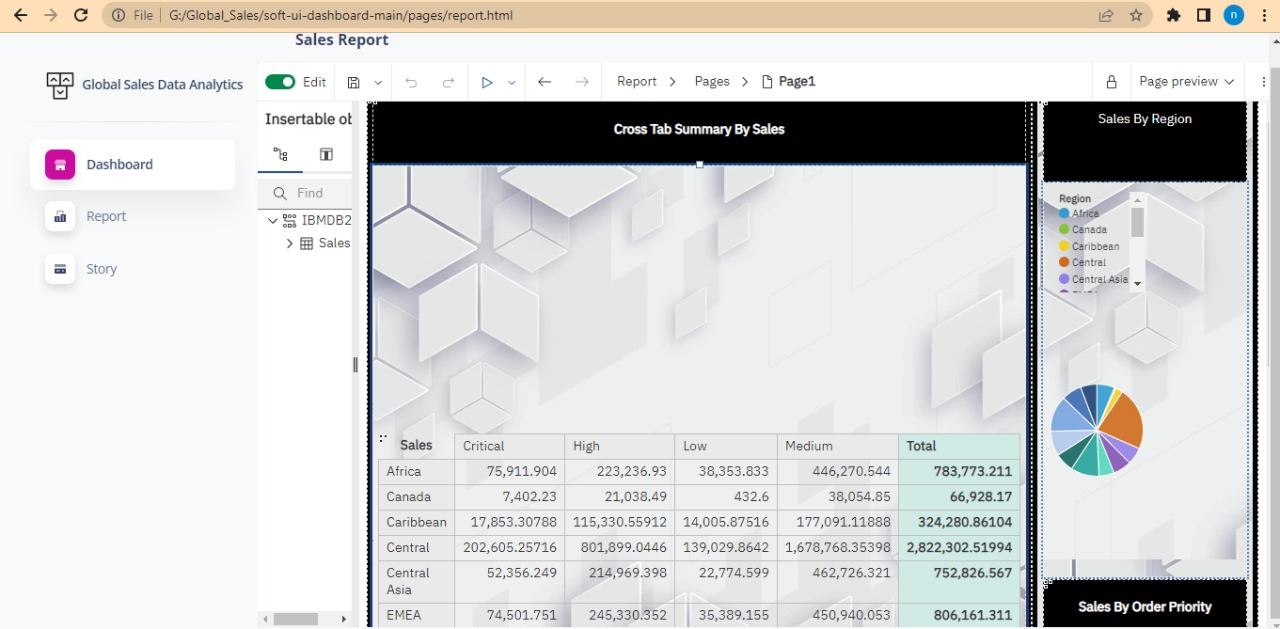 File G:/Global_Sales/soft-ui-dashboard-main/pages/report.html
n
Sales Report
Global Sales Data Analytics
Dashboard
Report
Story
Edit
Report > Pages > Page1
Page preview
Insertable ob
Find
IBMDB2
Sales
Cross Tab Summary By Sales
Sales Critical High Low Medium Total
Africa 75,911.904 223,236.93 38,353.833 446,270.544 783,773.211
Canada 7,402.23 21,038.49 432.6 38,054.85 66,928.17
Caribbean 17,853.30788 115,330.55912 14,005.87516 177,091.11888 324,280.86104
Central 202,605.25716 801,899.0446 139,029.8642 1,678,768.35398 2,822,302.51994
Central Asia 52,356.249 214,969.398 22,774.599 462,726.321 752,826.567
EMEA 74,501.751 245,330.352 35,389.155 450,940.053 806,161.311
Sales By Region
Region
Africa
Canada
Caribbean
Central
Central Asia
Sales By Order Priority